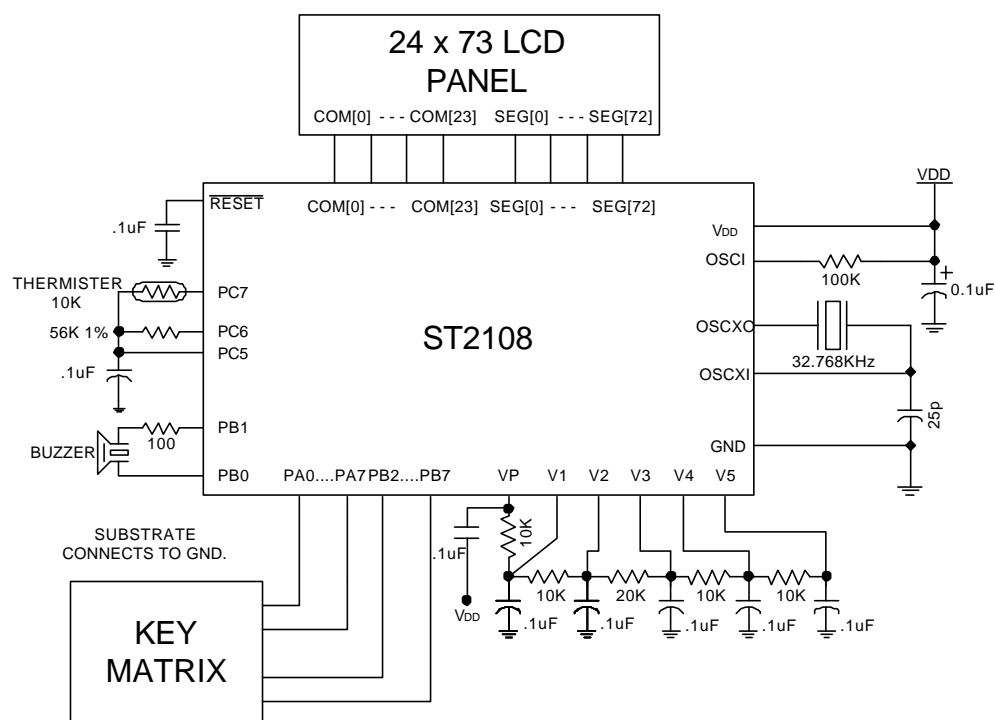 24 x 73 LCD
PANEL
COM[0] - - - COM[23] SEG[0] - - - SEG[72]
RESET
COM[0] - - - COM[23] SEG[0] - - - SEG[72]
VDD
.1uF
VDD
OSCI
100K
0.1uF
+
THERMISTER
10K
PC7
56K 1%
PC6
PC5
.1uF
ST2108
OSCXO
32.768KHz
OSCXI
25p
GND
BUZZER
100
PB1
PB0
PA0....PA7 PB2....PB7 VP V1 V2 V3 V4 V5
SUBSTRATE
CONNECTS TO GND.
.1uF
10K
VDD
10K 20K 10K 10K
.1uF .1uF .1uF .1uF .1uF
KEY
MATRIX